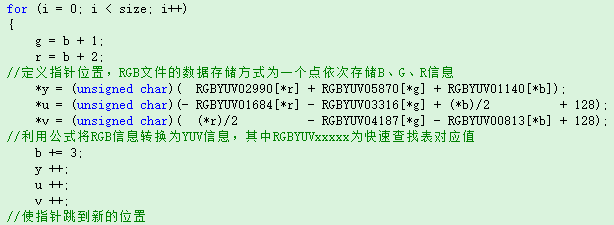 for (i = 0; i < size; i++)
{
g = b + 1;
r = b + 2;
//定义指针位置，RGB文件的数据存储方式为一个点依次存储B、G、R信息
*y = (unsigned char)( RGBYUV02990[*r] + RGBYUV05870[*g] + RGBYUV01140[*b]);
*u = (unsigned char)(- RGBYUV01684[*r] - RGBYUV03316[*g] + (*b)/2 + 128);
*v = (unsigned char)( (*r)/2 - RGBYUV04187[*g] - RGBYUV00813[*b] + 128);
//利用公式将RGB信息转换为YUV信息，其中RGBYUVxxxxx为快速查找表对应值
b += 3;
y ++;
u ++;
v ++;
//使指针跳到新的位置